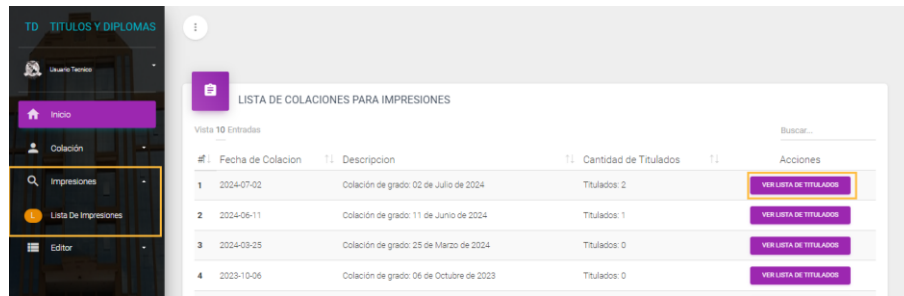 TD TITULOS Y DIPLOMAS
Usuario Tecnico
Inicio
Colación
Impresiones
L Lista De Impresiones
Editor
LISTA DE COLACIONES PARA IMPRESIONES
Vista 10 Entradas
Buscar...
# Fecha de Colacion Descripcion Cantidad de Titulados Acciones
1 2024-07-02 Colación de grado: 02 de Julio de 2024 Titulados: 2 VER LISTA DE TITULADOS
2 2024-06-11 Colación de grado: 11 de Junio de 2024 Titulados: 1 VER LISTA DE TITULADOS
3 2024-03-25 Colación de grado: 25 de Marzo de 2024 Titulados: 0 VER LISTA DE TITULADOS
4 2023-10-06 Colación de grado: 06 de Octubre de 2023 Titulados: 0 VER LISTA DE TITULADOS